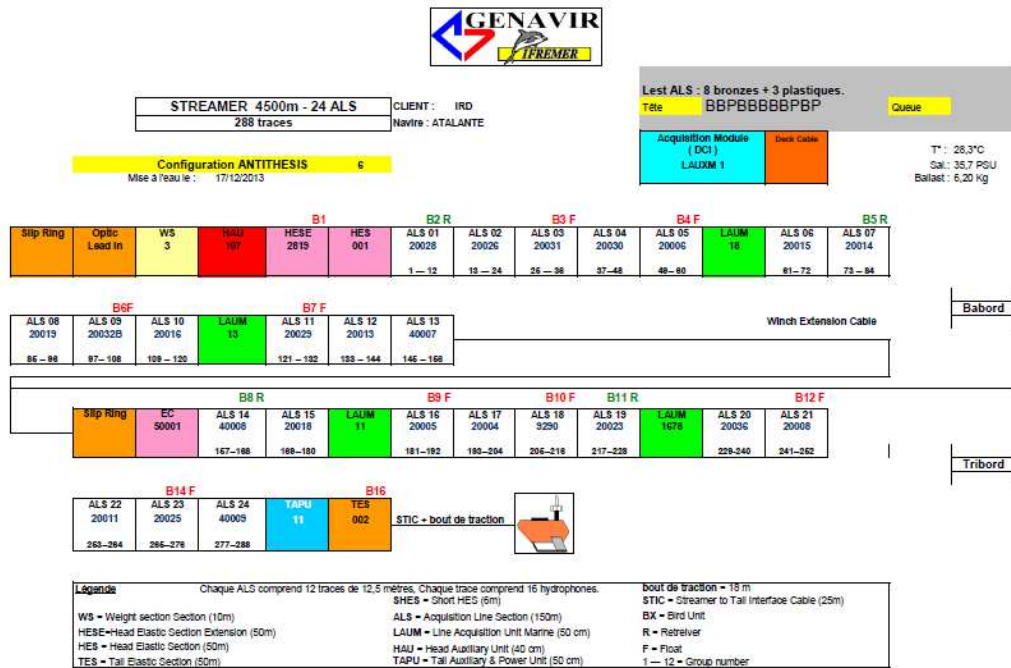 GENAVIR
IFREMER
STREAMER 4500m - 24 ALS
CLIENT : IRD
288 traces
Navire : ATALANTE
Lest ALS : 8 bronzes + 3 plastiques.
Tête BBPBBBBBPBP Queue
Acquisition Module
( DCI )
LAUXM 1
Deck Cable
T° : 28,3°C
Sal.: 35,7 PSU
Ballast : 6,20 Kg
Configuration ANTITHESIS 6
Mise à l'eau le : 17/12/2013
B1 B2 R B3 F B4 F B5 R
Slip Ring Optic WS HAU HESE HES ALS 01 ALS 02 ALS 03 ALS 04 ALS 05 LAUM ALS 06 ALS 07
Lead In 3 107 2819 001 20028 20026 20031 20030 20006 18 20015 20014
1 — 12 13 — 24 25 — 36 37–48 49 – 60 61 – 72 73 – 84
Babord
B6F B7 F
ALS 08 ALS 09 ALS 10 LAUM ALS 11 ALS 12 ALS 13
20019 20032B 20016 13 20029 20013 40007
85 – 96 97– 108 109 – 120 121 – 132 133 – 144 145 – 156
Winch Extension Cable
B8 R B9 F B10 F B11 R B12 F
Slip Ring EC ALS 14 ALS 15 LAUM ALS 16 ALS 17 ALS 18 ALS 19 LAUM ALS 20 ALS 21
50001 40008 20018 11 20005 20004 9290 20023 1678 20036 20008
157–168 169–180 181–192 193–204 205–216 217–228 229-240 241–252
Tribord
B14 F B16
ALS 22 ALS 23 ALS 24 TAPU TES
20011 20025 40009 11 002
253–264 265–276 277–288
STIC + bout de traction
Légende Chaque ALS comprend 12 traces de 12,5 mètres, Chaque trace comprend 16 hydrophones.
bout de traction = 18 m
SHES = Short HES (6m)
STIC = Streamer to Tail Interface Cable (25m)
WS = Weight section Section (10m)
ALS = Acquisition Line Section (150m)
BX = Bird Unit
HESE=Head Elastic Section Extension (50m)
LAUM = Line Acquisition Unit Marine (50 cm)
R = Retreiver
HES = Head Elastic Section (50m)
HAU = Head Auxiliary Unit (40 cm)
F = Float
TES = Tail Elastic Section (50m)
TAPU = Tail Auxiliary & Power Unit (50 cm)
1 — 12 = Group number